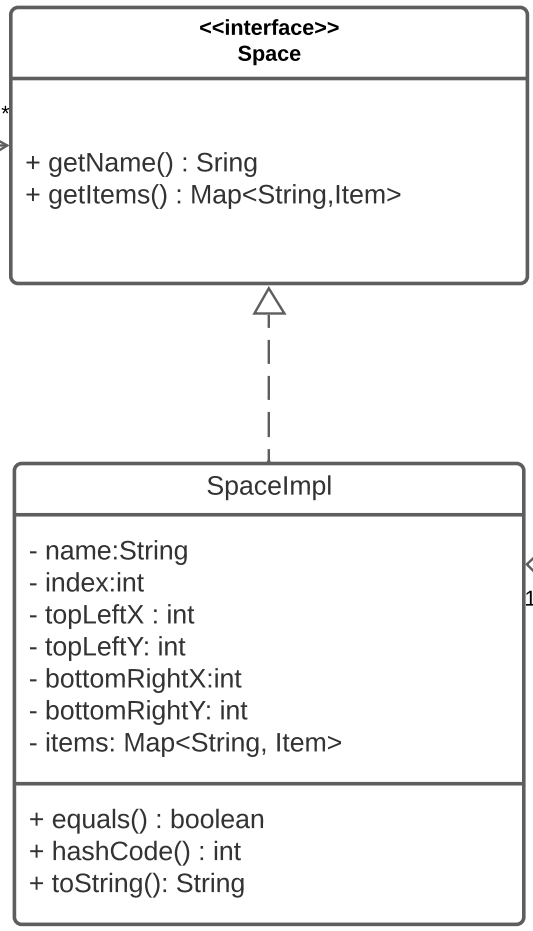 <<interface>>
Space
*
+ getName() : Sring
+ getItems() : Map<String,Item>
SpaceImpl
- name:String
- index:int
- topLeftX : int
- topLeftY: int
- bottomRightX:int
- bottomRightY: int
- items: Map<String, Item>
1
+ equals() : boolean
+ hashCode() : int
+ toString(): String